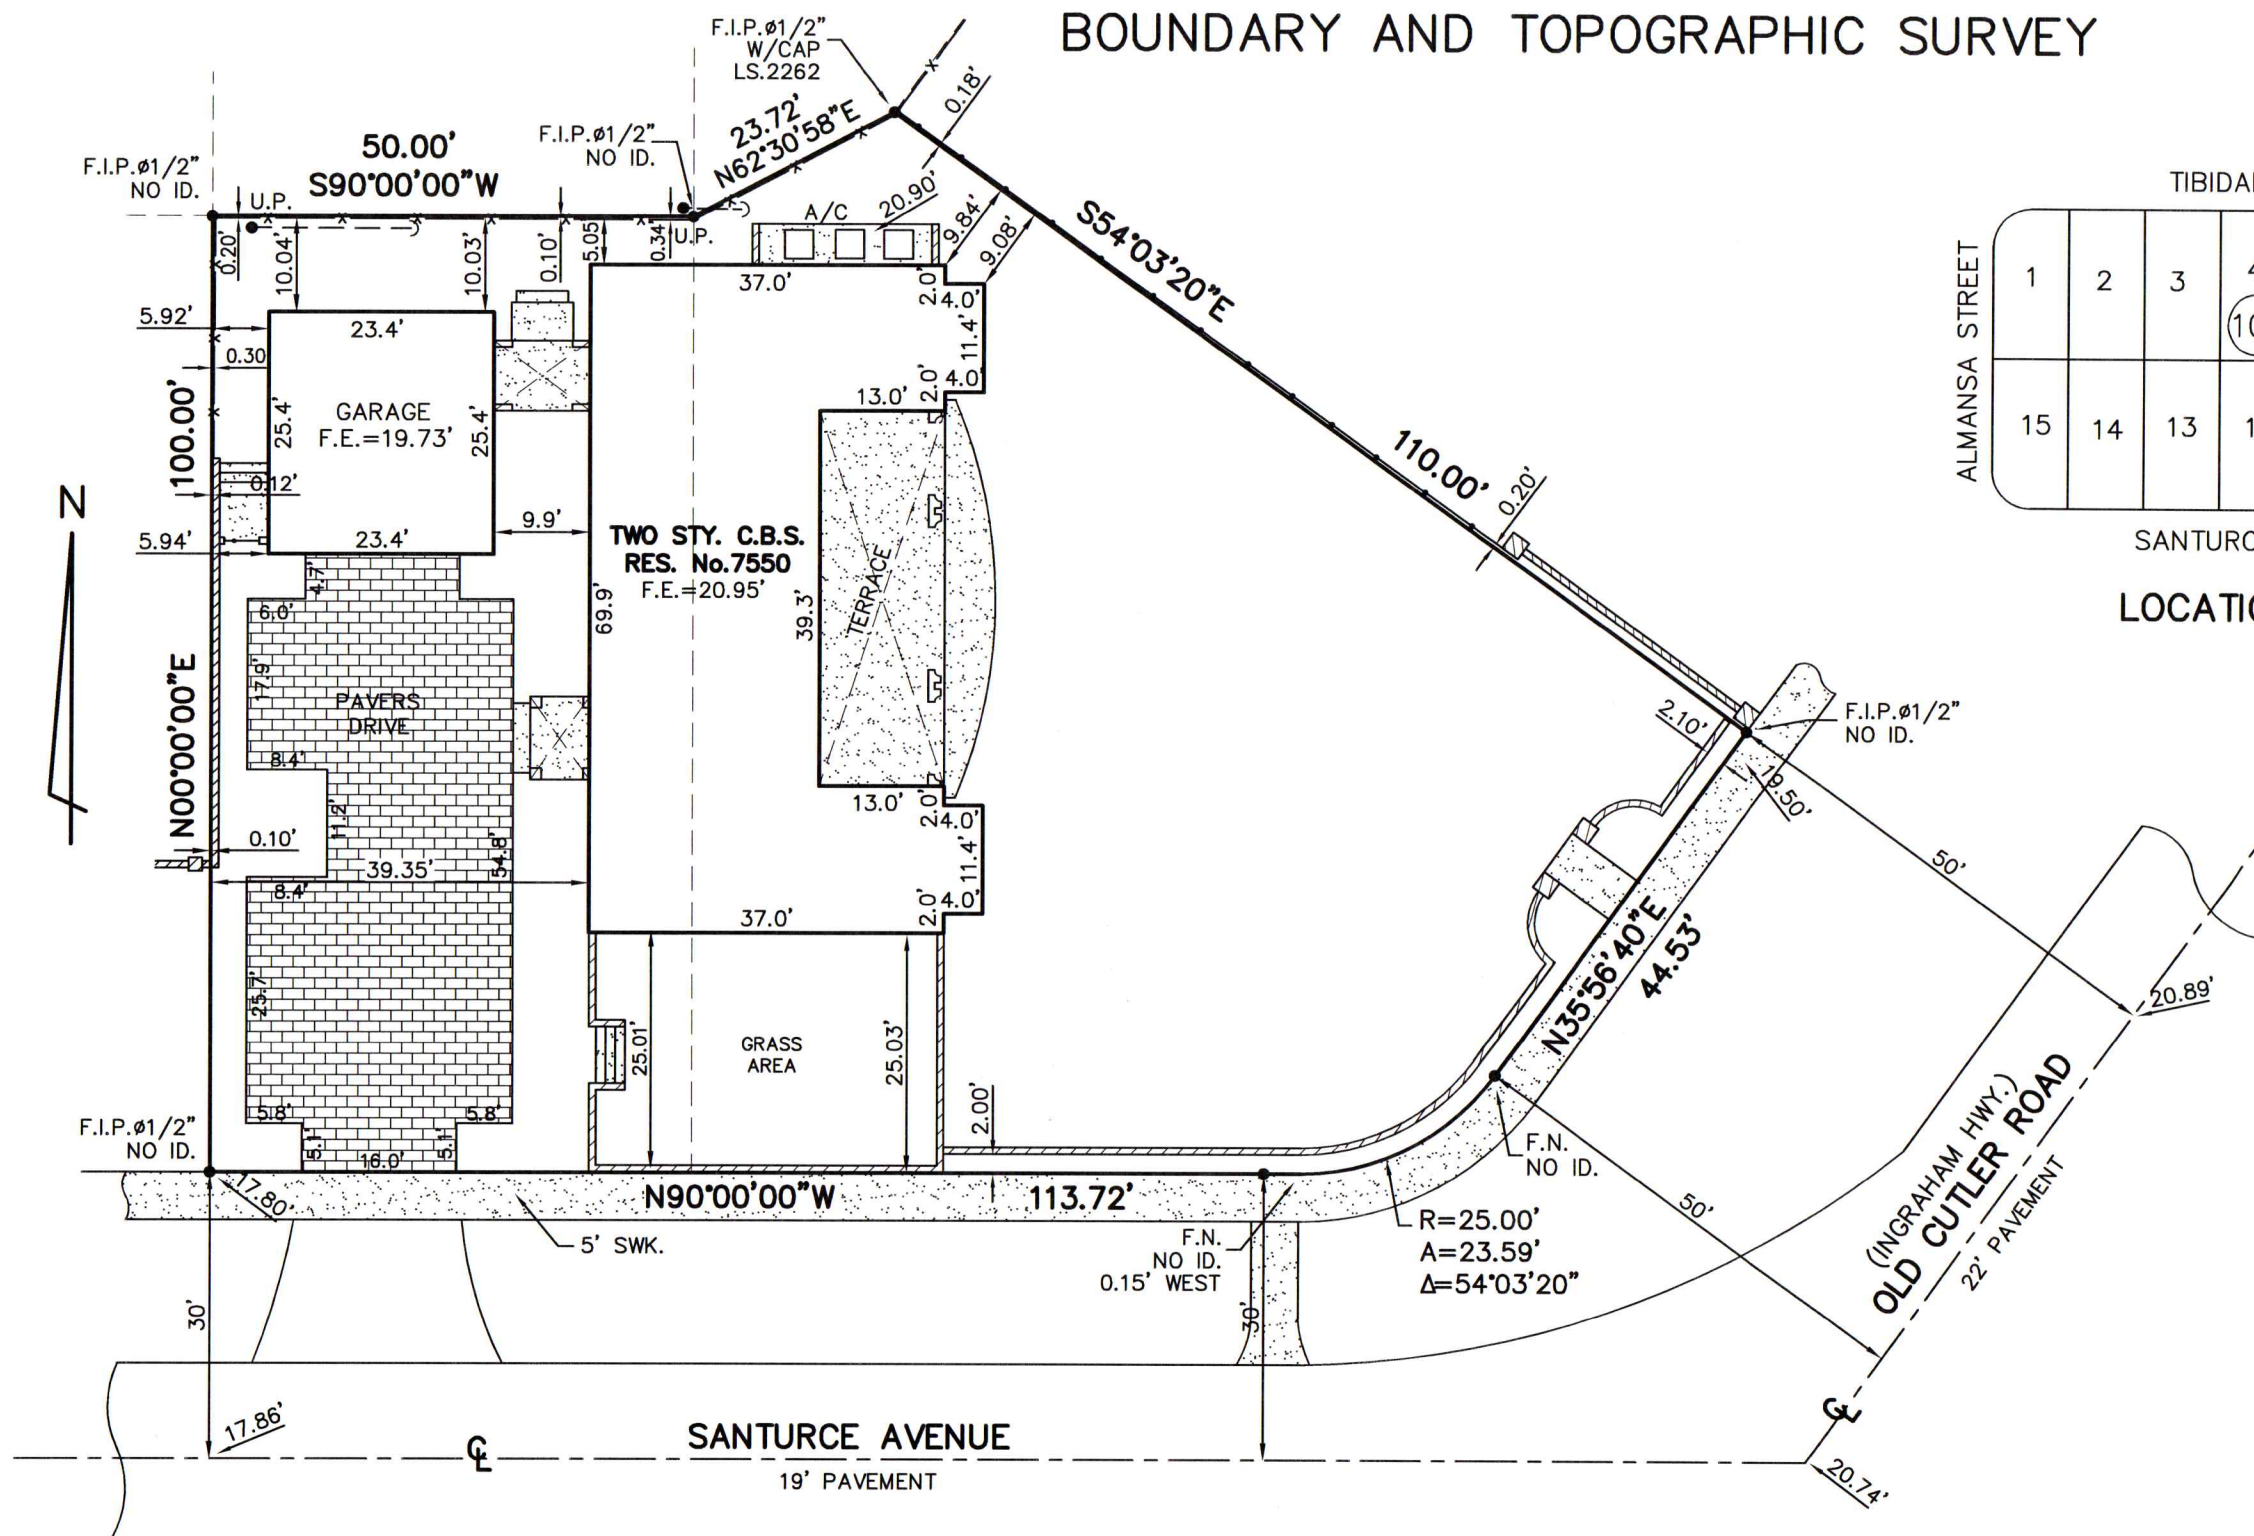 BOUNDARY AND TOPOGRAPHIC SURVEY
F.I.P.ø1/2"
W/CAP
LS.2262
0.18'
23.72'
N62°30'58"E
F.I.P.ø1/2"
NO ID.
50.00'
S90°00'00"W
F.I.P.ø1/2"
NO ID.
U.P.
U.P.
A/C
20.90'
9.84'
9.08'
S54°03'20"E
110.00'
0.20'
0.20'
10.04'
10.03'
0.10'
5.05'
0.34'
37.0'
2.0'
4.0'
11.4'
4.0'
2.0'
13.0'
5.92'
0.30
23.4'
25.4'
GARAGE
F.E.=19.73'
25.4'
100.00'
N00°00'00"E
N
0.12'
5.94'
23.4'
9.9'
TWO STY. C.B.S.
RES. No.7550
F.E.=20.95'
69.9'
39.3'
TERRACE
4.7'
6.0'
17.9'
PAVERS
DRIVE
8.4'
11.2'
0.10'
54.8'
39.35'
8.4'
25.7'
13.0'
2.0'
4.0'
11.4'
4.0'
2.0'
37.0'
25.01'
GRASS
AREA
25.03'
2.00'
5.8'
5.8'
5.1'
5.1'
16.0'
F.I.P.ø1/2"
NO ID.
17.80'
N90°00'00"W
113.72'
5' SWK.
F.N.
NO ID.
0.15' WEST
R=25.00'
A=23.59'
Δ=54°03'20"
F.N.
NO ID.
N35°56'40"E
44.53'
2.10'
19.50'
F.I.P.ø1/2"
NO ID.
50'
50'
20.89'
(INGRAHAM HWY.)
OLD CUTLER ROAD
22' PAVEMENT
30'
30'
17.86'
CL
SANTURCE AVENUE
19' PAVEMENT
CL
20.74'
TIBIDA
ALMANSA STREET
1
2
3
15
14
13
SANTURC
LOCATI